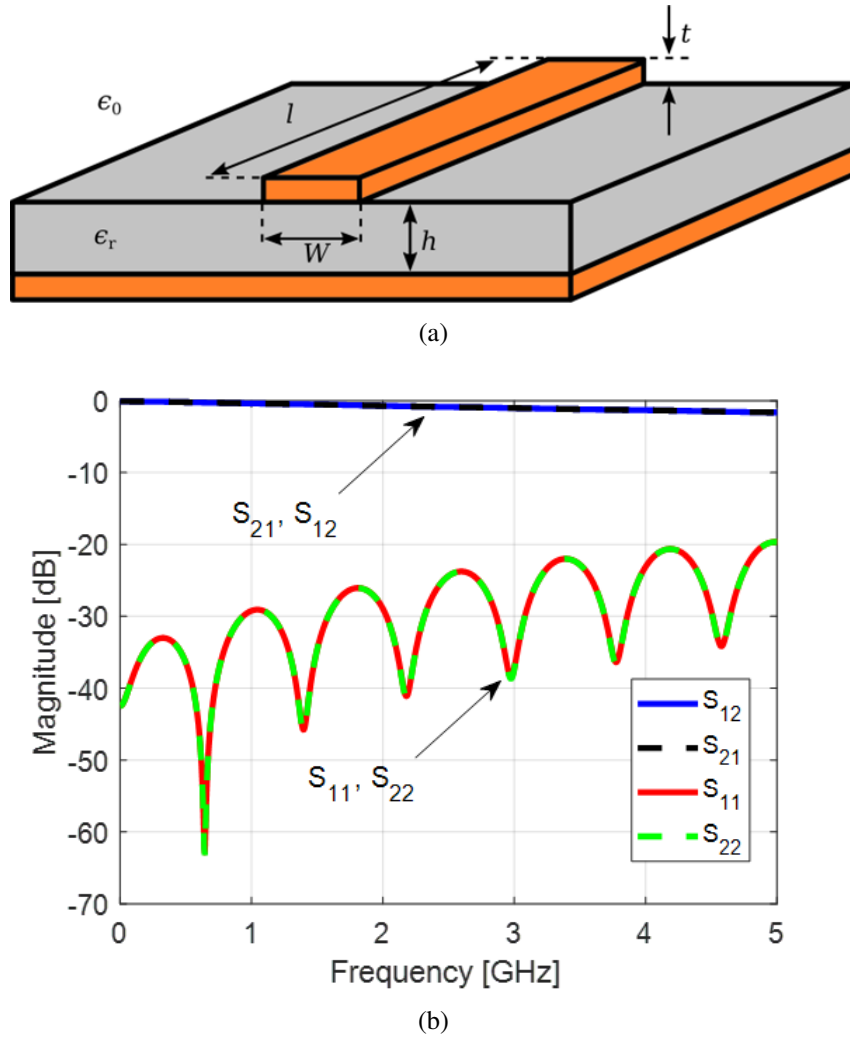 t
ϵ₀
l
ϵᵣ
W
h
(a)
0
-10
-20
-30
-40
-50
-60
-70
Magnitude [dB]
S₂₁, S₁₂
S₁₁, S₂₂
S₁₂
S₂₁
S₁₁
S₂₂
0 1 2 3 4 5
Frequency [GHz]
(b)